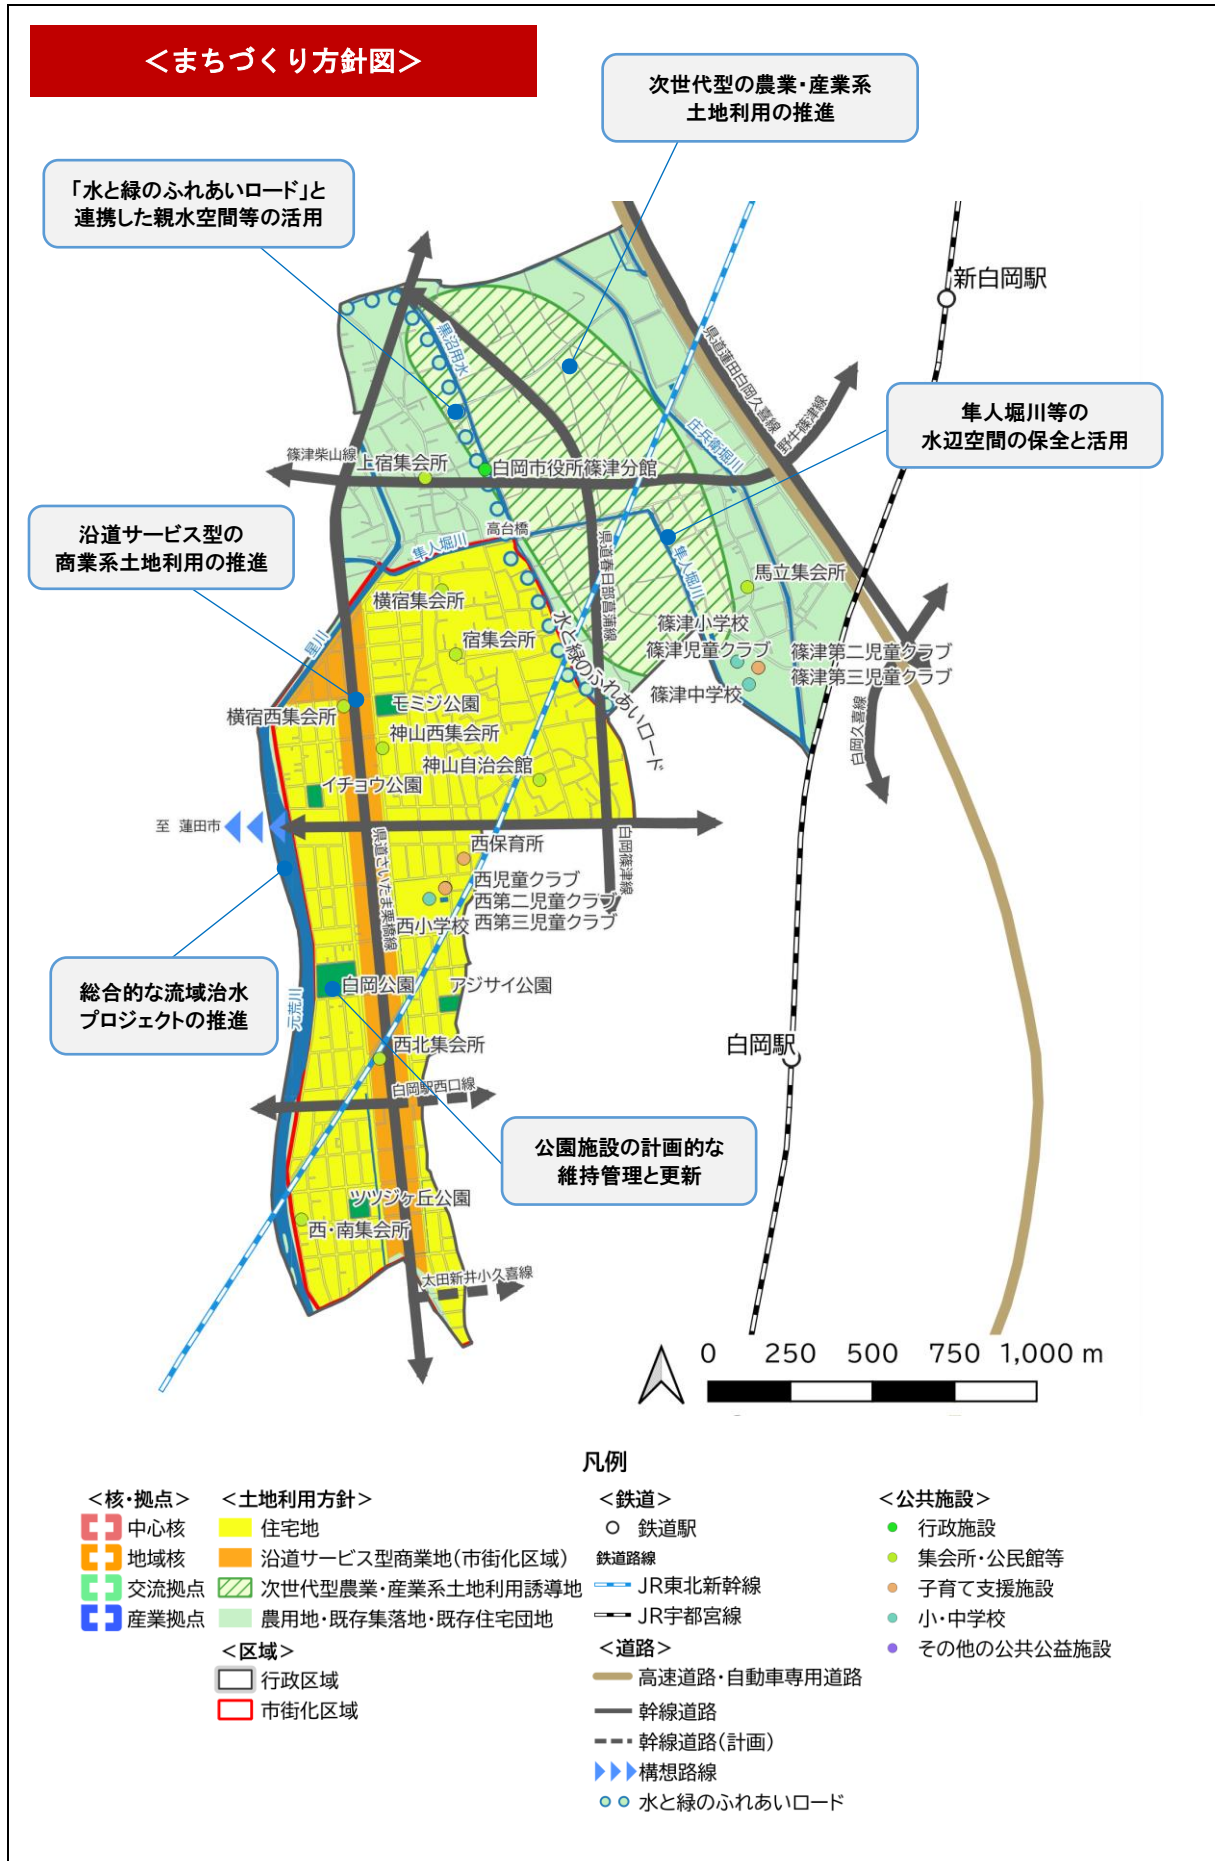 ＜まちづくり方針図＞
次世代型の農業・産業系
土地利用の推進
「水と緑のふれあいロード」と
連携した親水空間等の活用
新白岡駅
黒沼用水
県道蓮田白岡久喜線
野牛篠津線
隼人堀川等の
水辺空間の保全と活用
庄兵衛堀川
篠津柴山線
上宿集会所
白岡市役所篠津分館
沿道サービス型の
商業系土地利用の推進
高台橋
隼人堀川
県道春日部菖蒲線
隼人堀川
馬立集会所
横宿集会所
篠津小学校
宿集会所
篠津児童クラブ
篠津第二児童クラブ
篠津第三児童クラブ
星川
水と緑のふれあいロード
篠津中学校
モミジ公園
横宿西集会所
神山西集会所
白岡久喜線
神山自治会館
イチョウ公園
至 蓮田市
県道さいたま栗橋線
西保育所
白岡篠津線
西児童クラブ
西第二児童クラブ
西小学校
西第三児童クラブ
総合的な流域治水
プロジェクトの推進
元荒川
白岡公園
アジサイ公園
西北集会所
白岡駅
白岡駅西口線
公園施設の計画的な
維持管理と更新
ツツジヶ丘公園
西・南集会所
太田新井小久喜線
0 250 500 750 1,000 m
凡例
＜核・拠点＞
中心核
地域核
交流拠点
産業拠点
＜土地利用方針＞
住宅地
沿道サービス型商業地（市街化区域）
次世代型農業・産業系土地利用誘導地
農用地・既存集落地・既存住宅団地
＜区域＞
行政区域
市街化区域
＜鉄道＞
鉄道駅
鉄道路線
JR東北新幹線
JR宇都宮線
＜道路＞
高速道路・自動車専用道路
幹線道路
幹線道路（計画）
構想路線
水と緑のふれあいロード
＜公共施設＞
行政施設
集会所・公民館等
子育て支援施設
小・中学校
その他の公共公益施設